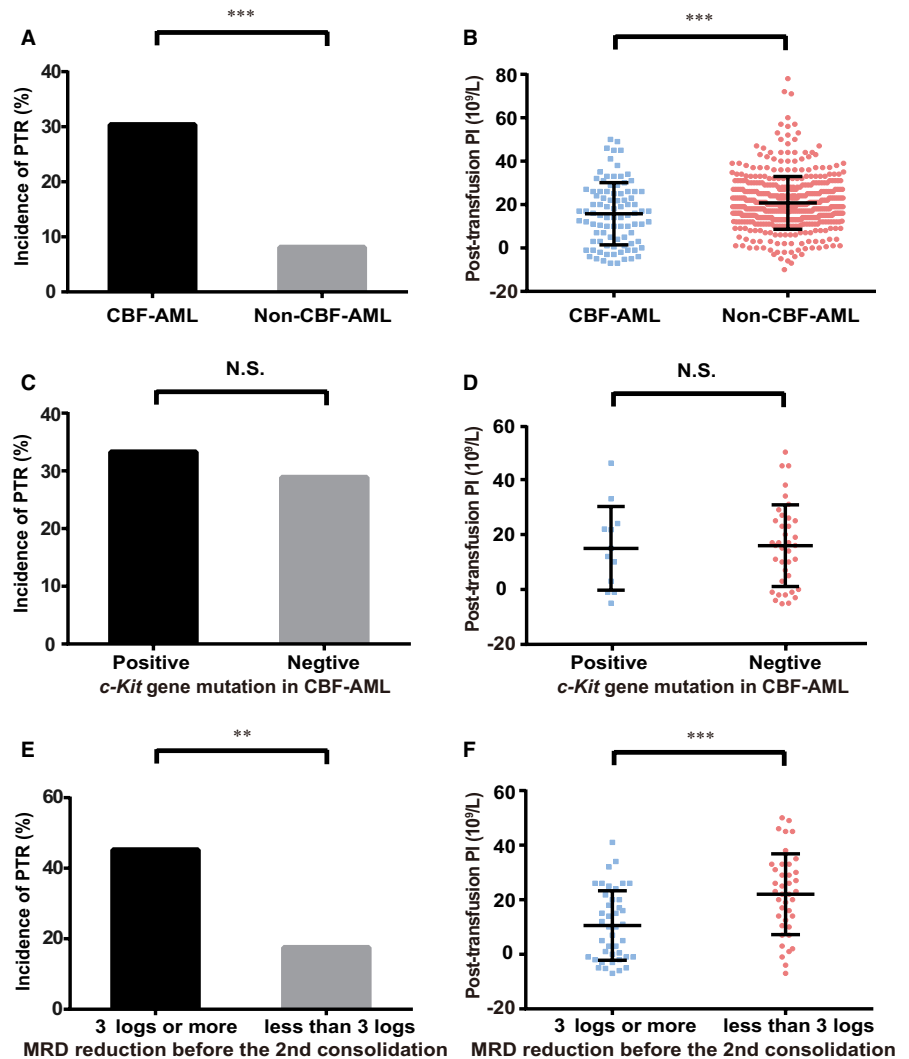 A
***
Incidence of PTR (%)
40
30
20
10
0
CBF-AML
Non-CBF-AML
B
***
Post-transfusion PI (10⁹/L)
80
60
40
20
0
-20
CBF-AML
Non-CBF-AML
C
N.S.
Incidence of PTR (%)
40
30
30
0
Positive
Negtive
c-Kit gene mutation in CBF-AML
D
N.S.
Post-transfusion PI (10⁹/L)
60
40
20
0
-20
Positive
Negtive
c-Kit gene mutation in CBF-AML
E
**
Incidence of PTR (%)
60
40
20
0
3 logs or more
less than 3 logs
MRD reduction before the 2nd consolidation
F
***
Post-transfusion PI (10⁹/L)
60
40
20
0
-20
3 logs or more
less than 3 logs
MRD reduction before the 2nd consolidation